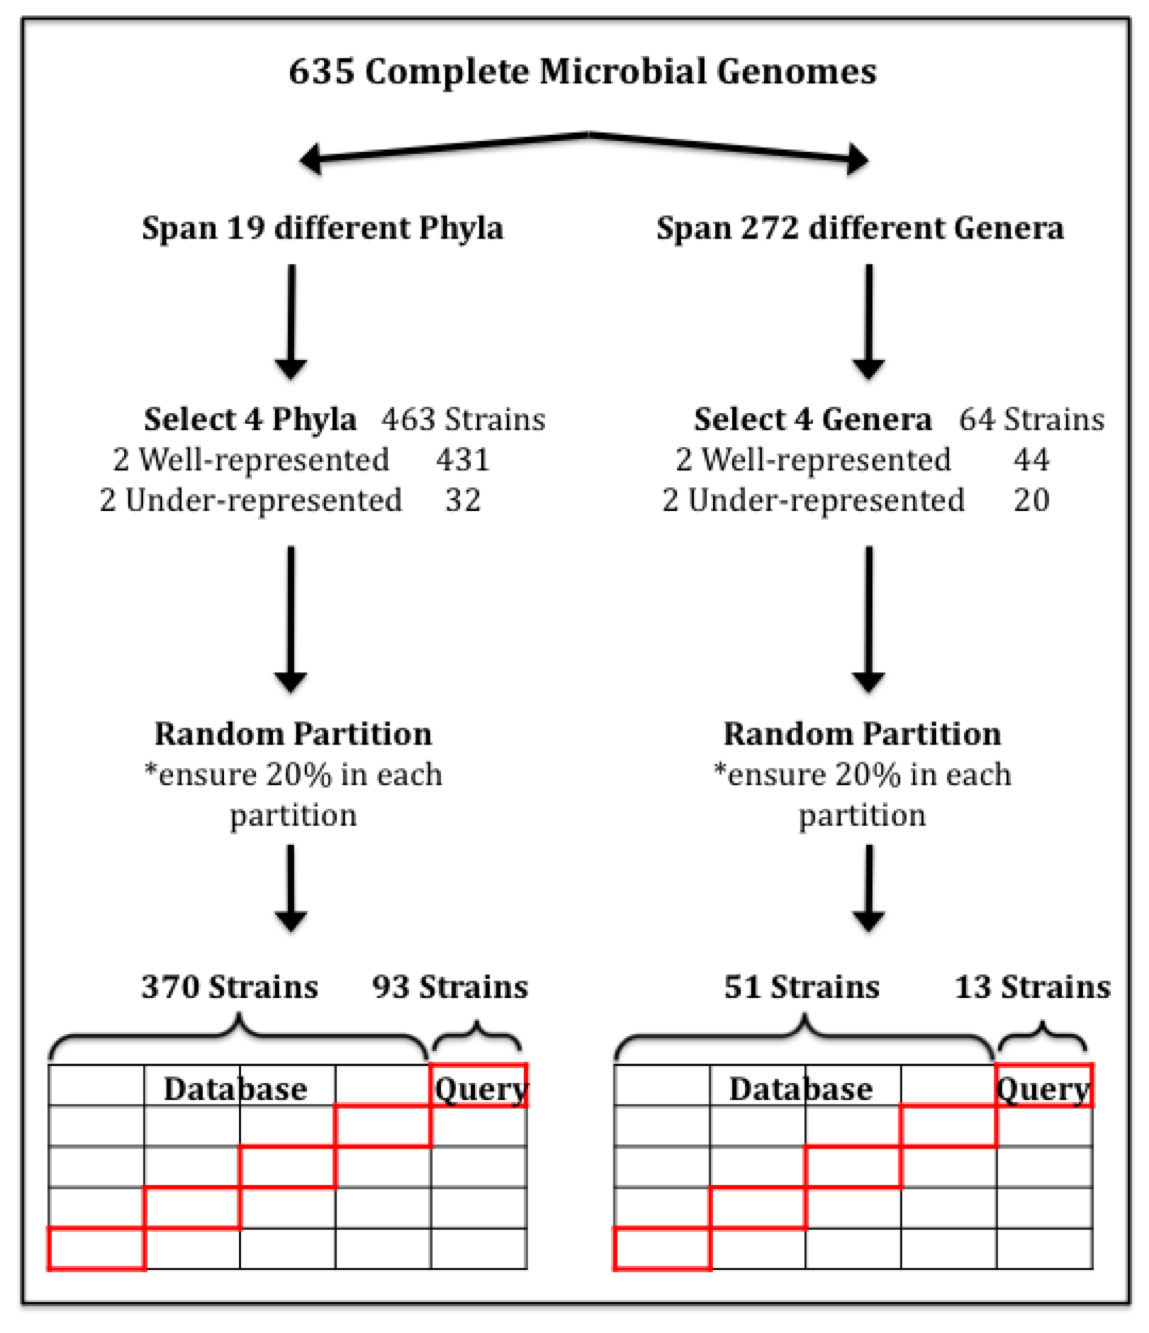 635 Complete Microbial Genomes
Span 19 different Phyla
Span 272 different Genera
Select 4 Phyla 463 Strains
2 Well-represented 431
2 Under-represented 32
Select 4 Genera 64 Strains
2 Well-represented 44
2 Under-represented 20
Random Partition
*ensure 20% in each
partition
Random Partition
*ensure 20% in each
partition
370 Strains 93 Strains
Database Query
51 Strains 13 Strains
Database Query